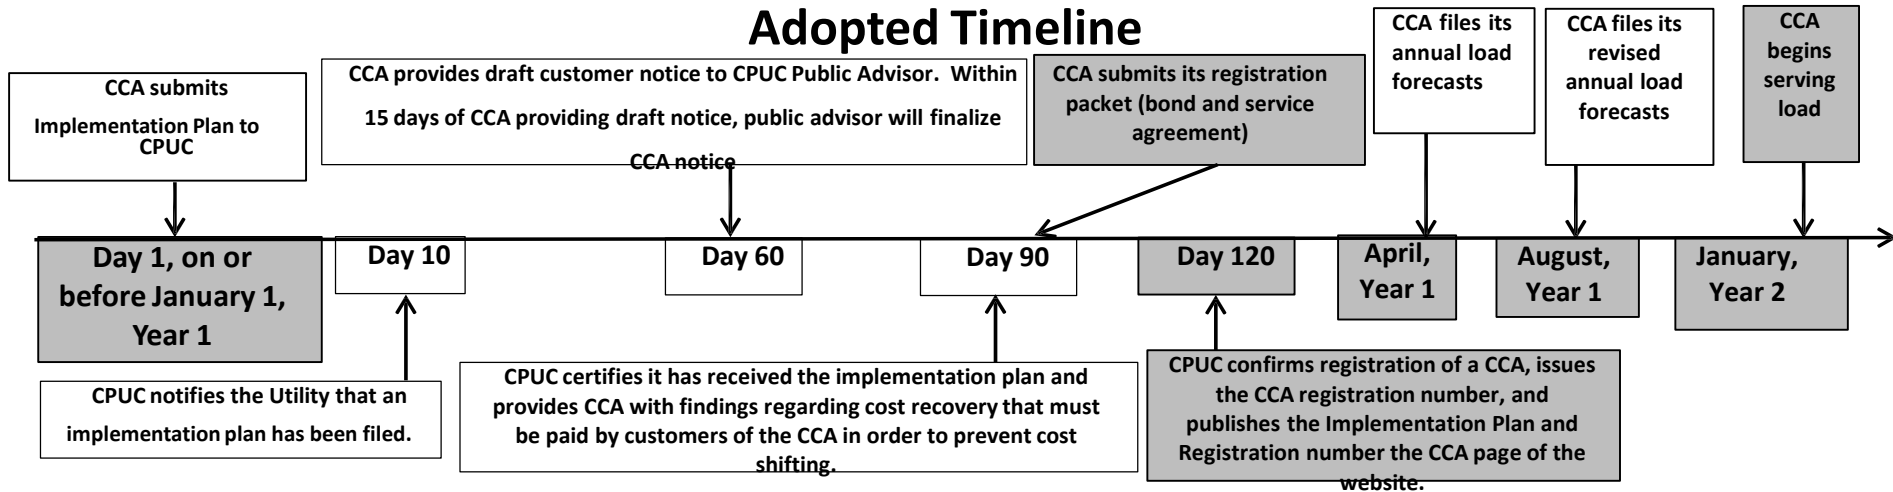 Adopted Timeline
CCA submits
Implementation Plan to
CPUC
CCA provides draft customer notice to CPUC Public Advisor. Within
15 days of CCA providing draft notice, public advisor will finalize
CCA notice
CCA submits its registration
packet (bond and service
agreement)
CCA files its
annual load
forecasts
CCA files its
revised
annual load
forecasts
CCA
begins
serving
load
Day 1, on or
before January 1,
Year 1
Day 10
Day 60
Day 90
Day 120
April,
Year 1
August,
Year 1
January,
Year 2
CPUC notifies the Utility that an
implementation plan has been filed.
CPUC certifies it has received the implementation plan and
provides CCA with findings regarding cost recovery that must
be paid by customers of the CCA in order to prevent cost
shifting.
CPUC confirms registration of a CCA, issues
the CCA registration number, and
publishes the Implementation Plan and
Registration number the CCA page of the
website.